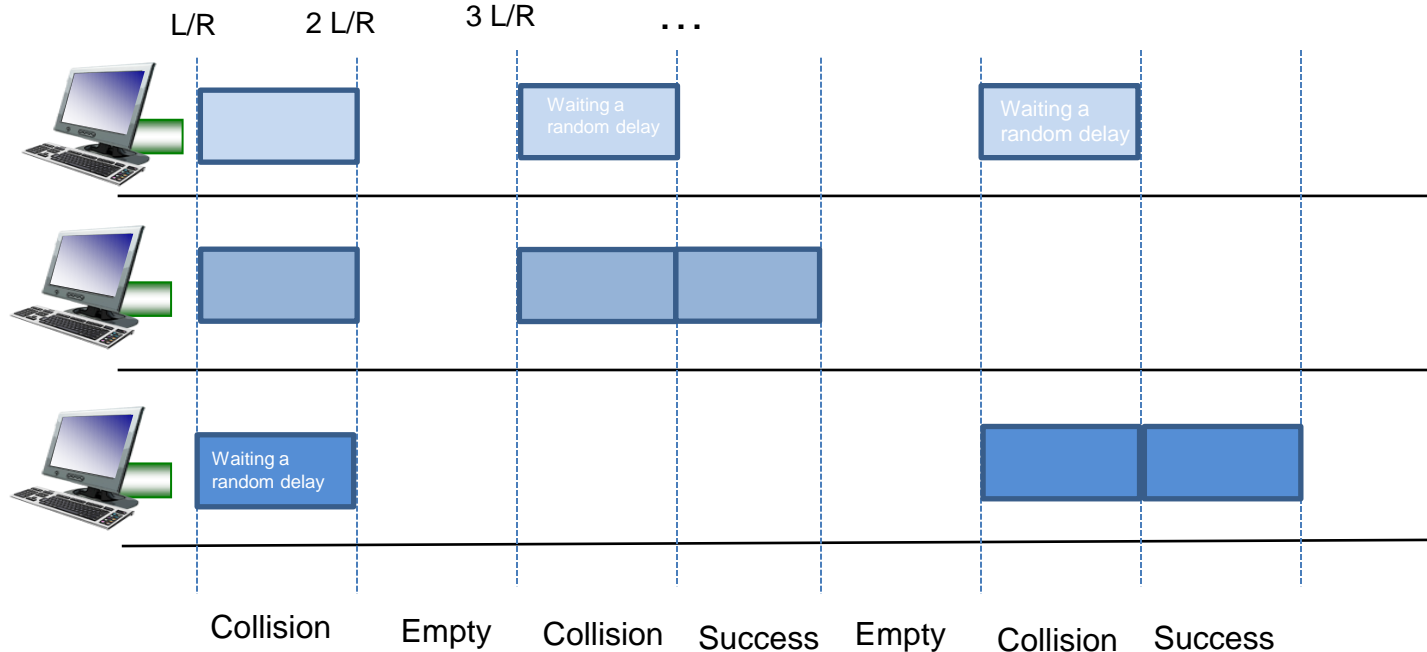 L/R
2 L/R
3 L/R
...
Waiting a
random delay
Waiting a
random delay
Waiting a
random delay
Collision
Empty
Collision
Success
Empty
Collision
Success